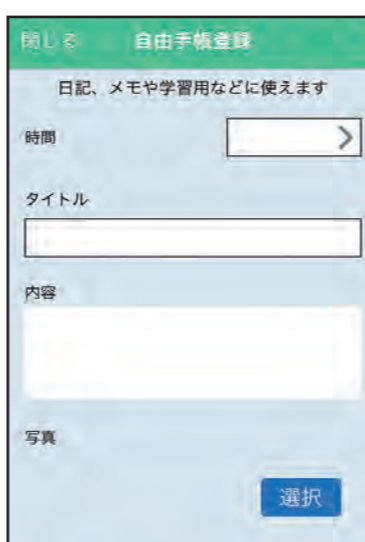 閉じる 自由手帳登録
日記、メモや学習用などに使えます
時間
タイトル
内容
写真
選択